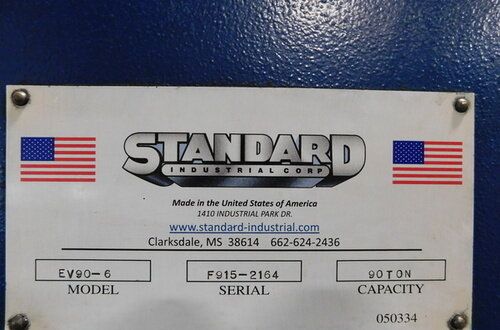 STANDARD
INDUSTRIAL CORP
Made in the United States of America
1410 INDUSTRIAL PARK DR.
www.standard-industrial.com
Clarksdale, MS 38614 662-624-2436
EV90-6 F915-2164 90TON
MODEL SERIAL CAPACITY
050334